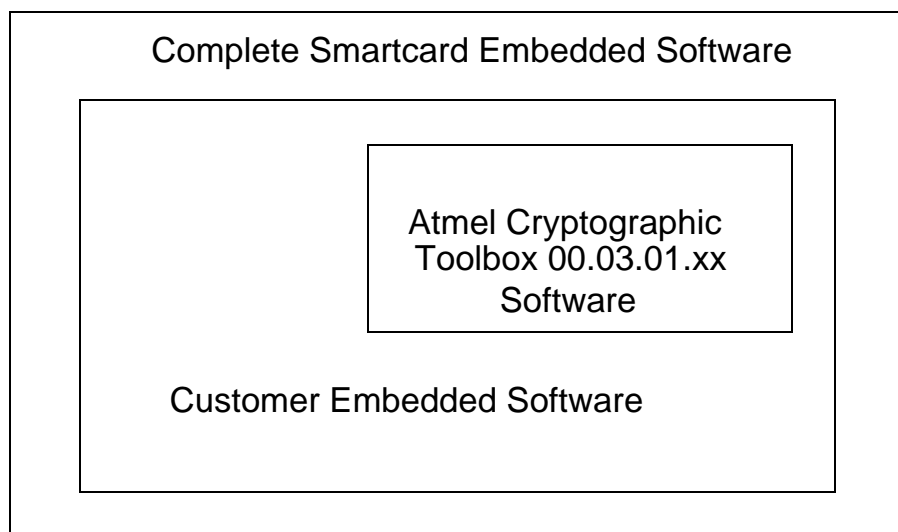 Complete Smartcard Embedded Software
Atmel Cryptographic
Toolbox 00.03.01.xx
Software
Customer Embedded Software